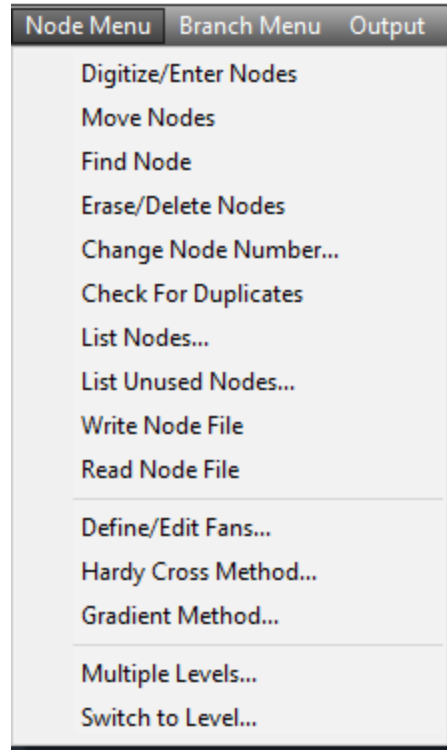 Node Menu Branch Menu Output
Digitize/Enter Nodes
Move Nodes
Find Node
Erase/Delete Nodes
Change Node Number...
Check For Duplicates
List Nodes...
List Unused Nodes...
Write Node File
Read Node File
Define/Edit Fans...
Hardy Cross Method...
Gradient Method...
Multiple Levels...
Switch to Level...